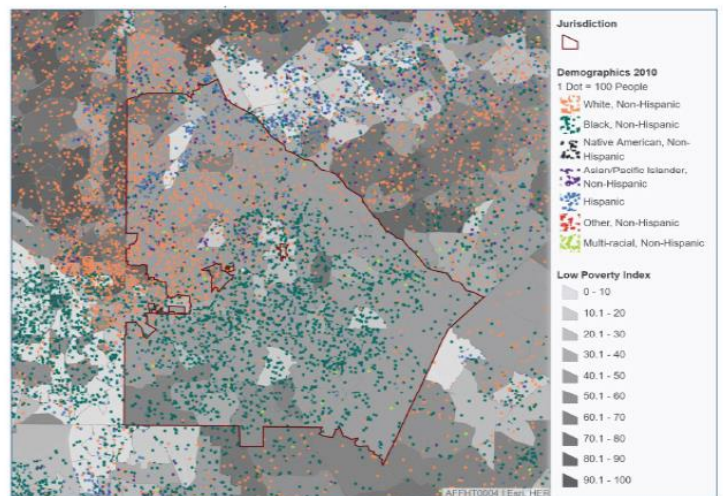 Jurisdiction
Demographics 2010
1 Dot = 100 People
White, Non-Hispanic
Black, Non-Hispanic
Native American, Non-
Hispanic
Asian/Pacific Islander,
Non-Hispanic
Hispanic
Other, Non-Hispanic
Multi-racial, Non-Hispanic
Low Poverty Index
0 - 10
10.1 - 20
20.1 - 30
30.1 - 40
40.1 - 50
50.1 - 60
60.1 - 70
70.1 - 80
80.1 - 90
90.1 - 100
AFFHT0004 | Esri, HER